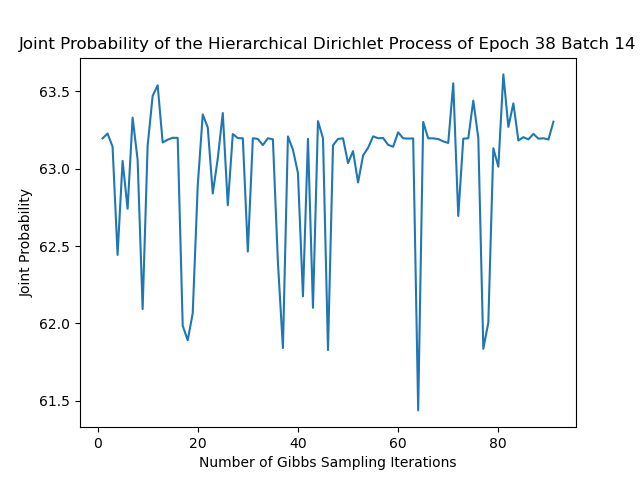 Joint Probability of the Hierarchical Dirichlet Process of Epoch 38 Batch 14
63.5
63.0
62.5
62.0
61.5
Joint Probability
0 20 40 60 80
Number of Gibbs Sampling Iterations